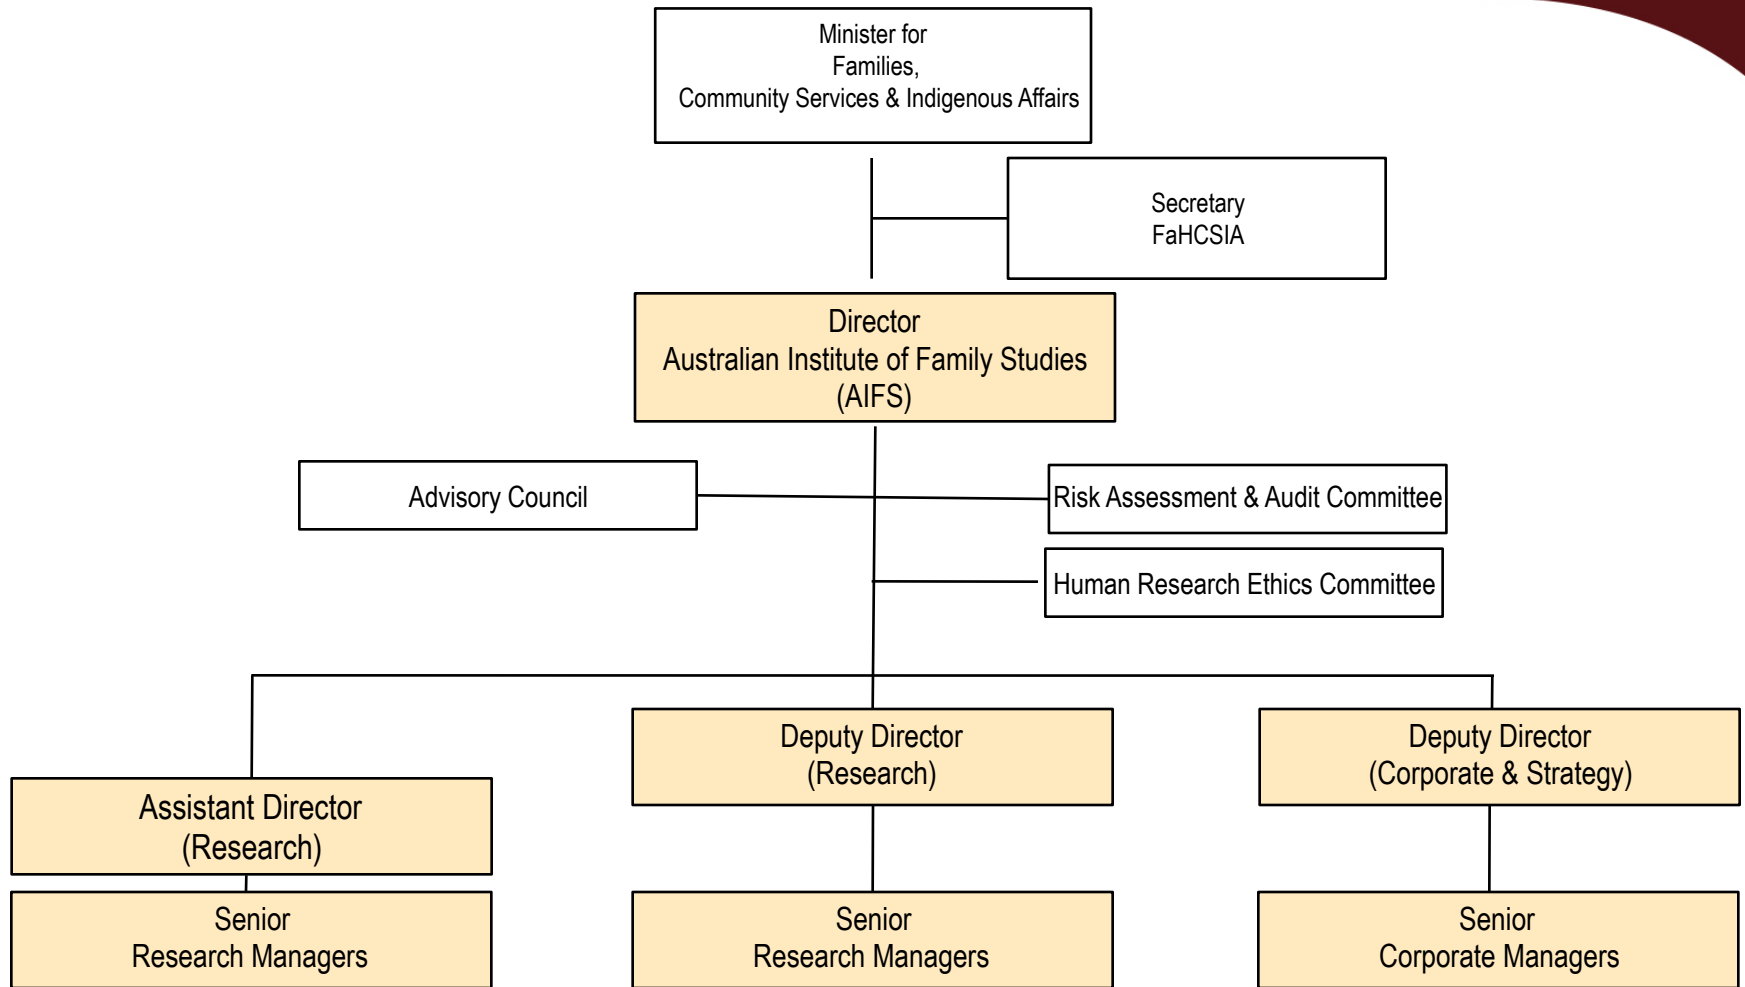 Minister for
Families,
Community Services & Indigenous Affairs
Secretary
FaHCSIA
Director
Australian Institute of Family Studies
(AIFS)
Advisory Council
Risk Assessment & Audit Committee
Human Research Ethics Committee
Assistant Director
(Research)
Deputy Director
(Research)
Deputy Director
(Corporate & Strategy)
Senior
Research Managers
Senior
Research Managers
Senior
Corporate Managers